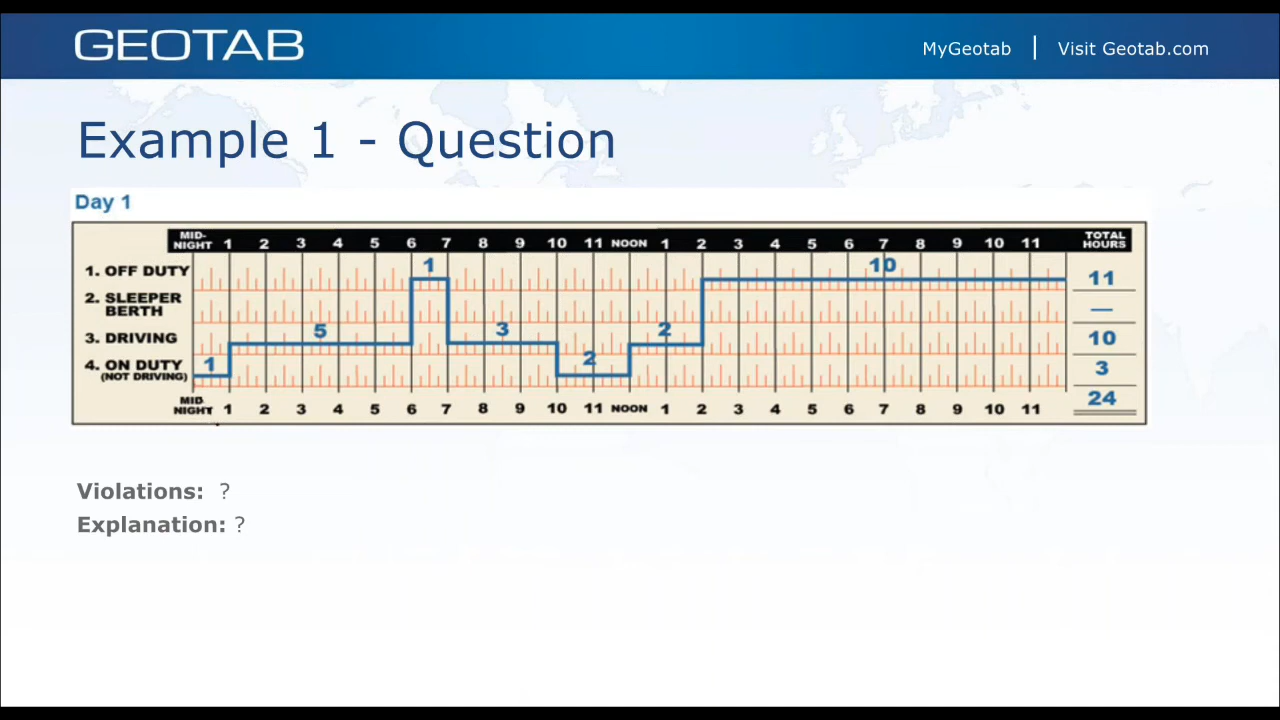 GEOTAB
MyGeotab | Visit Geotab.com
Example 1 - Question
Day 1
MID-NIGHT 1 2 3 4 5 6 7 8 9 10 11 NOON 1 2 3 4 5 6 7 8 9 10 11 TOTAL HOURS
1. OFF DUTY 1 10 11
2. SLEEPER BERTH —
3. DRIVING 5 3 2 10
4. ON DUTY (NOT DRIVING) 1 2 3
MID NIGHT 1 2 3 4 5 6 7 8 9 10 11 NOON 1 2 3 4 5 6 7 8 9 10 11 24
Violations: ?
Explanation: ?